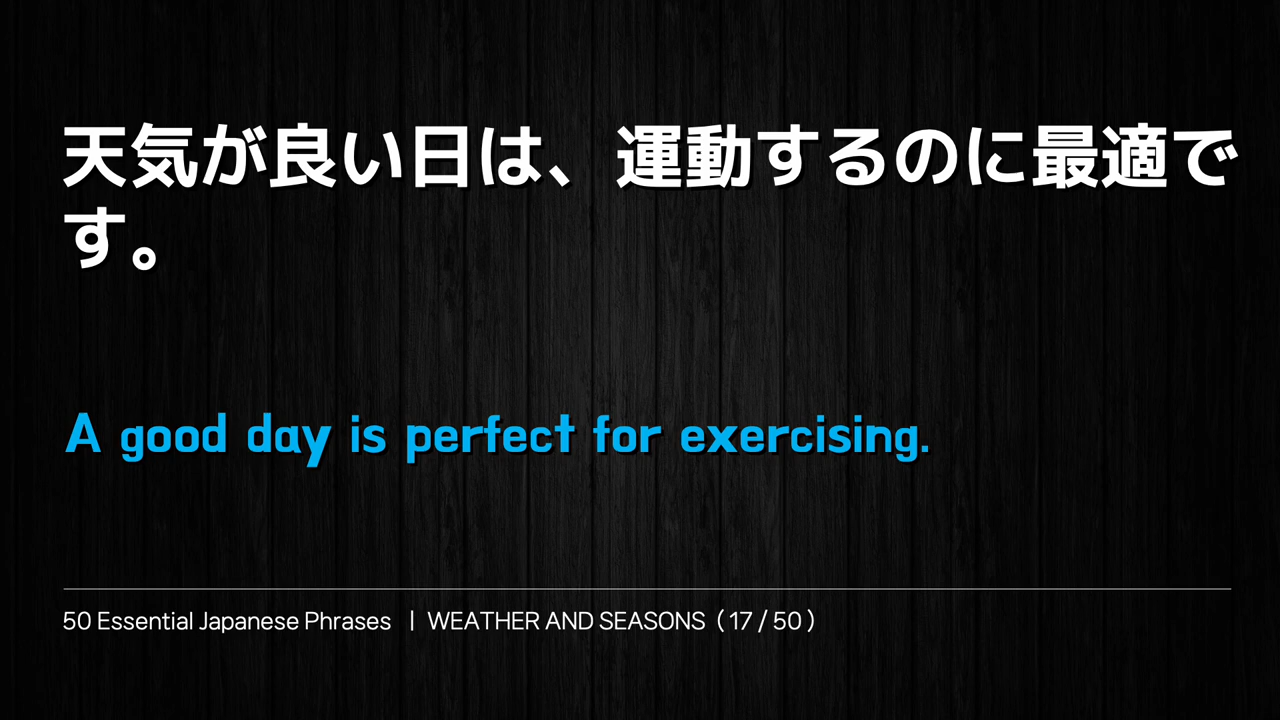 天気が良い日は、運動するのに最適で
す。
A good day is perfect for exercising.
50 Essential Japanese Phrases | WEATHER AND SEASONS ( 17 / 50 )